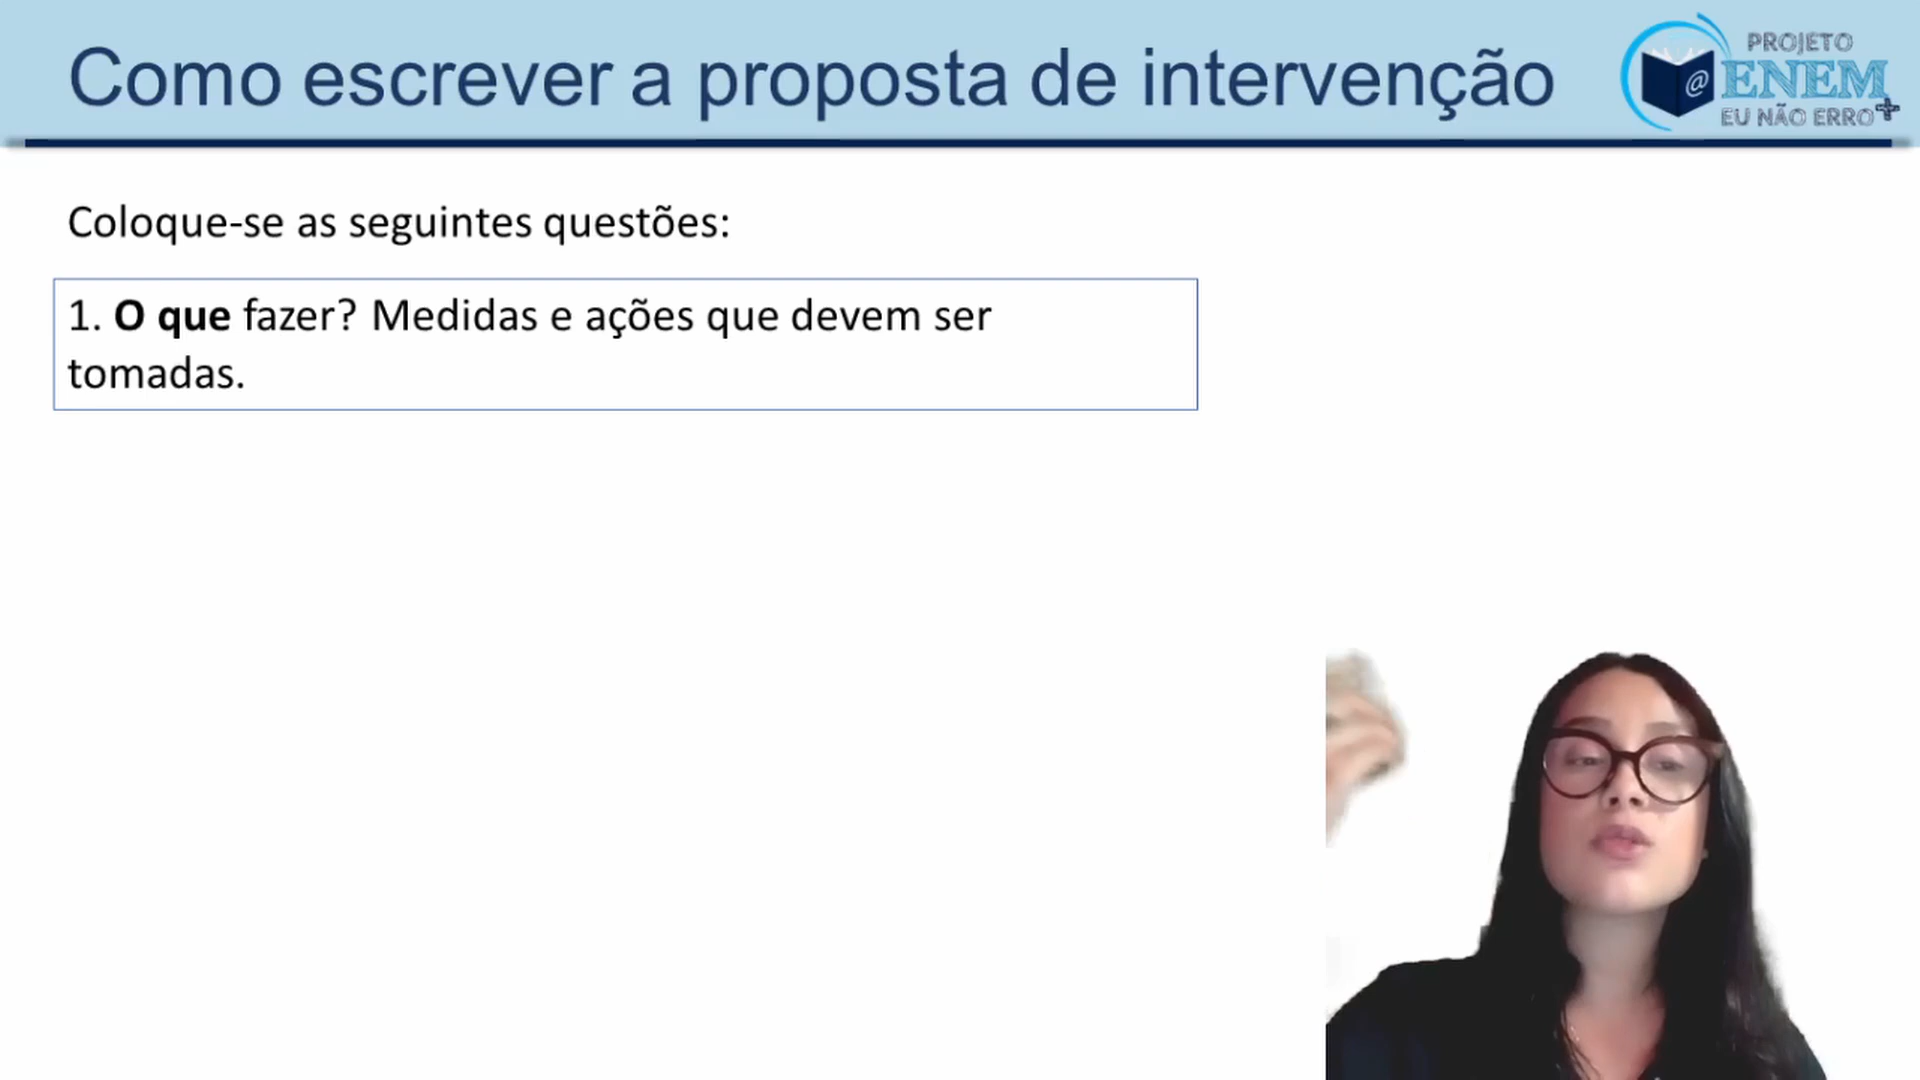 Como escrever a proposta de intervenção
PROJETO
@ENEM
EU NÃO ERRO+
Coloque-se as seguintes questões:
1. O que fazer? Medidas e ações que devem ser
tomadas.